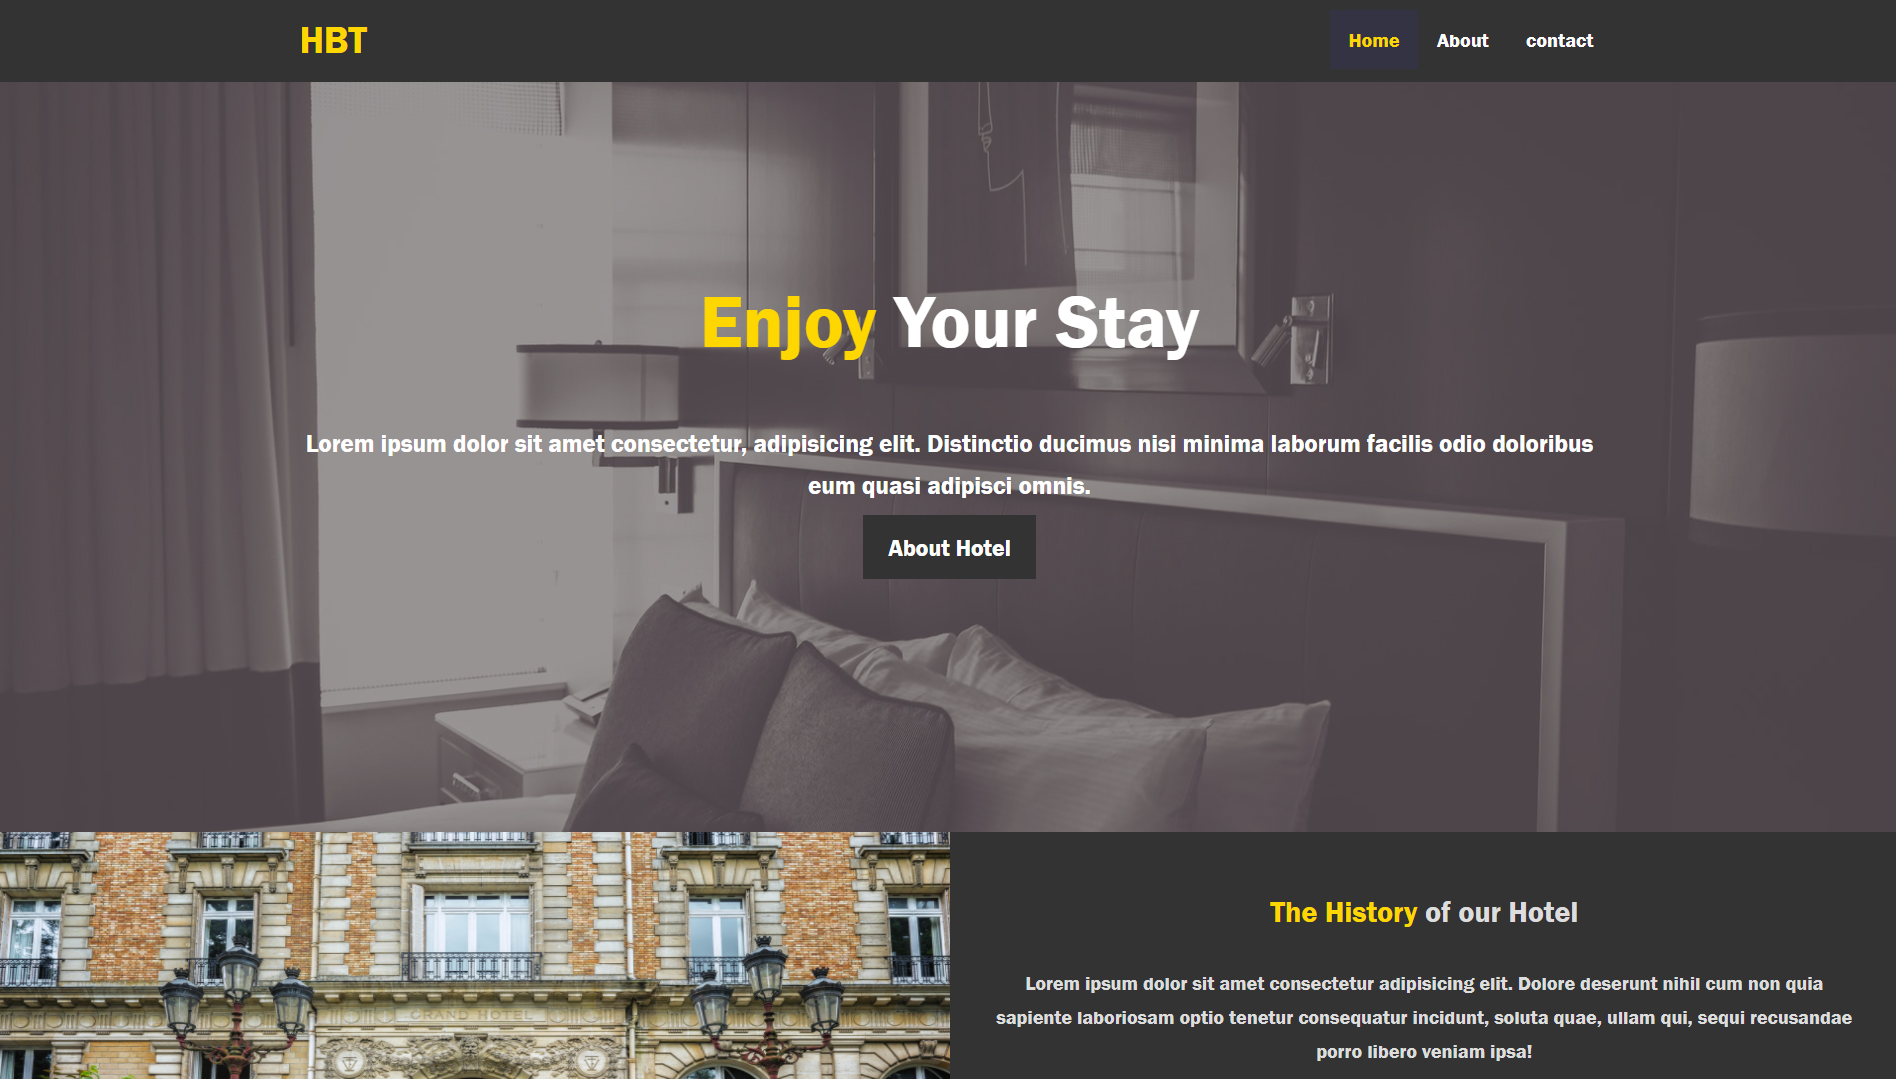 HBT
Home
About
contact
Enjoy Your Stay
Lorem ipsum dolor sit amet consectetur, adipisicing elit. Distinctio ducimus nisi minima laborum facilis odio doloribus
eum quasi adipisci omnis.
About Hotel
GRAND HOTEL
The History of our Hotel
Lorem ipsum dolor sit amet consectetur adipisicing elit. Dolore deserunt nihil cum non quia
sapiente laboriosam optio tenetur consequatur incidunt, soluta quae, ullam qui, sequi recusandae
porro libero veniam ipsa!